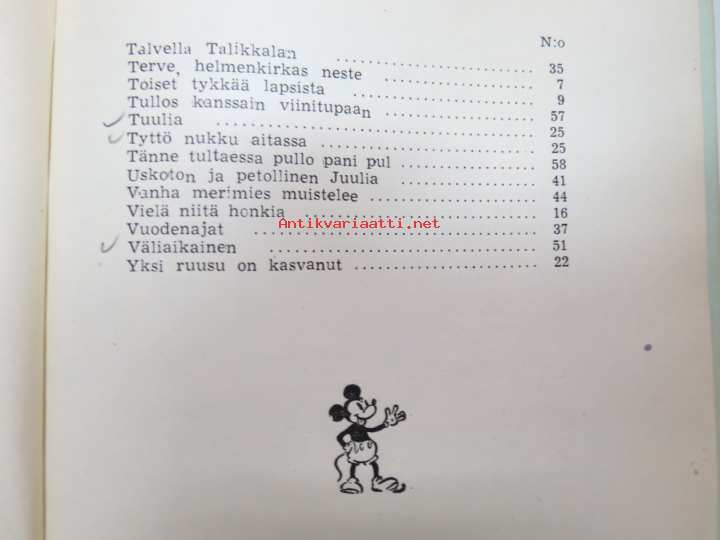 N:o
Talvella Talikkalan .................... 35
Terve, helmenkirkas neste .................... 7
Toiset tykkää lapsista .................... 9
Tullos kanssain viinitupaan .................... 57
Tuulia .................... 25
Tyttö nukku aitassa .................... 25
Tänne tultaessa pullo pani pul .................... 58
Uskoton ja petollinen Juulia .................... 41
Vanha merimies muistelee .................... 44
Vielä niitä honkia .................... 16
Antikvariaatti.net
Vuodenajat .................... 37
Väliaikainen .................... 51
Yksi ruusu on kasvanut .................... 22